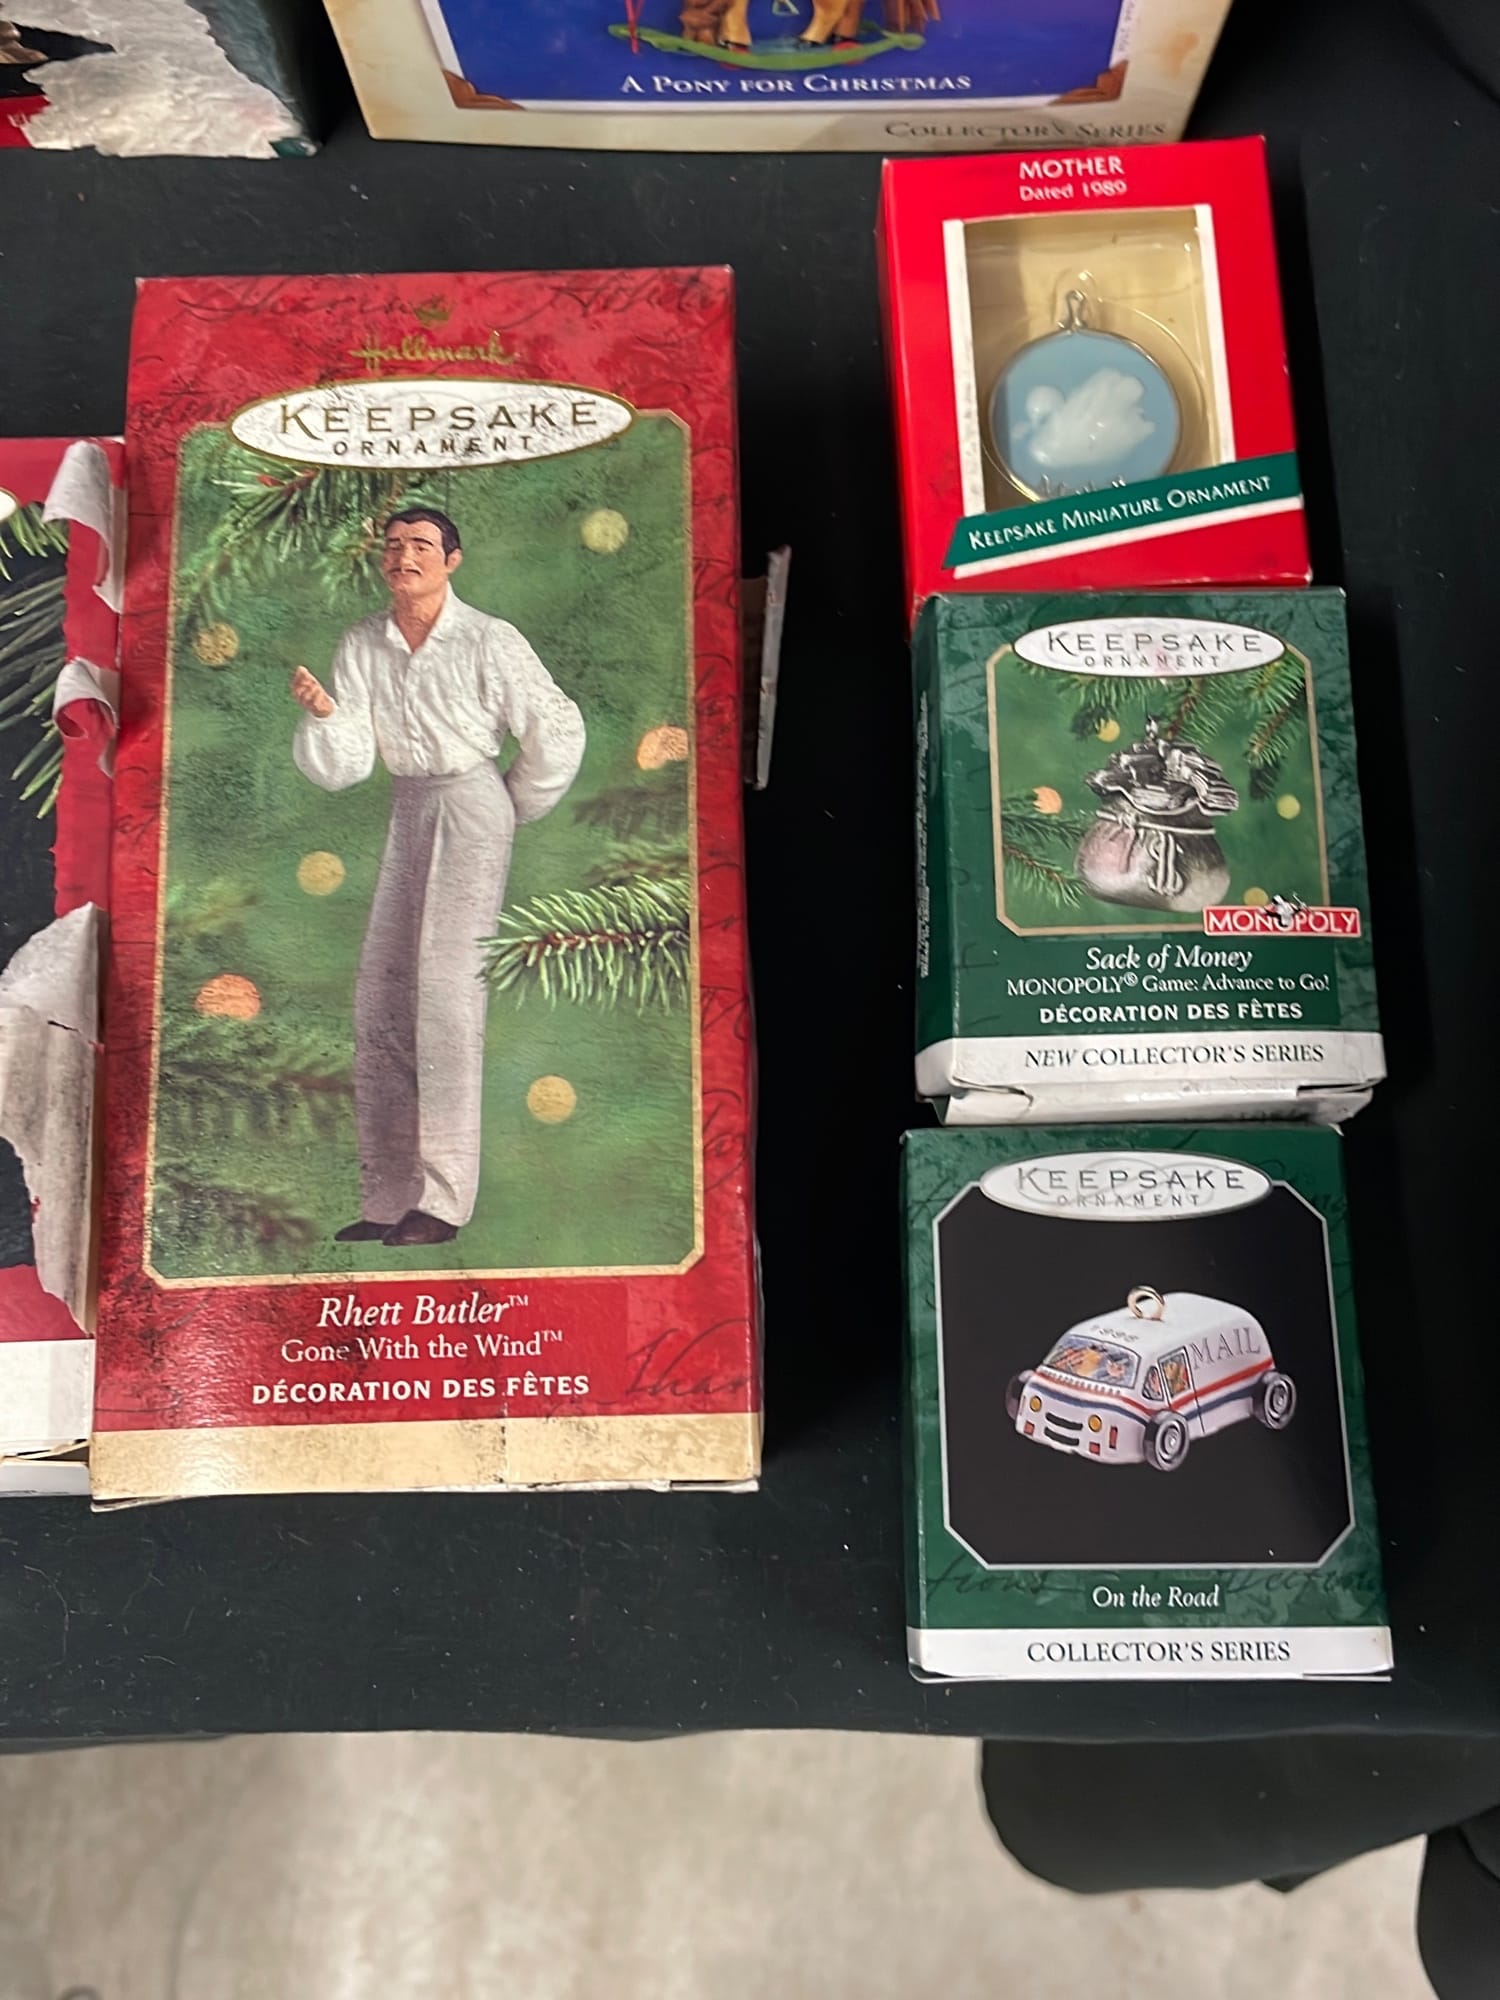 A PONY FOR CHRISTMAS
COLLECTOR'S SERIES
MOTHER
Dated 1989
KEEPSAKE MINIATURE ORNAMENT
Hallmark
KEEPSAKE
ORNAMENT
Rhett Butler™
Gone With the Wind™
DÉCORATION DES FÊTES
KEEPSAKE
ORNAMENT
MONOPOLY
Sack of Money
MONOPOLY® Game: Advance to Go!
DÉCORATION DES FÊTES
NEW COLLECTOR'S SERIES
KEEPSAKE
ORNAMENT
1998
MAIL
On the Road
COLLECTOR'S SERIES